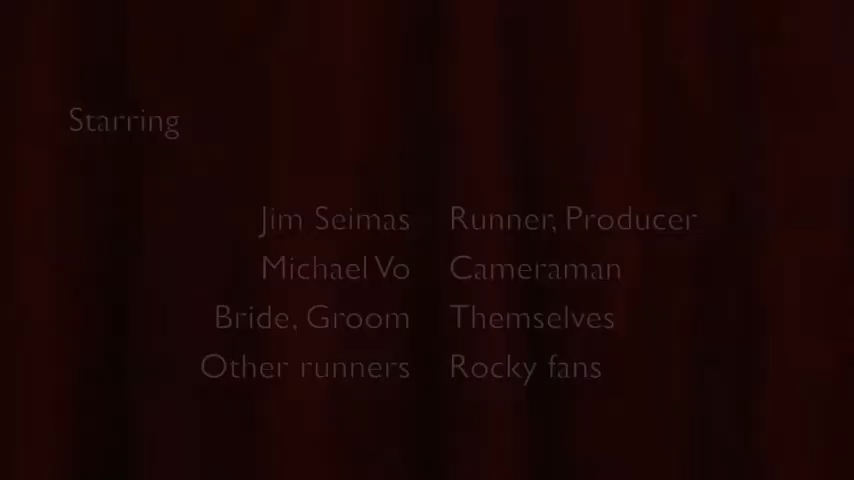 Starring
Jim Seimas Runner, Producer
Michael Vo Cameraman
Bride, Groom Themselves
Other runners Rocky fans